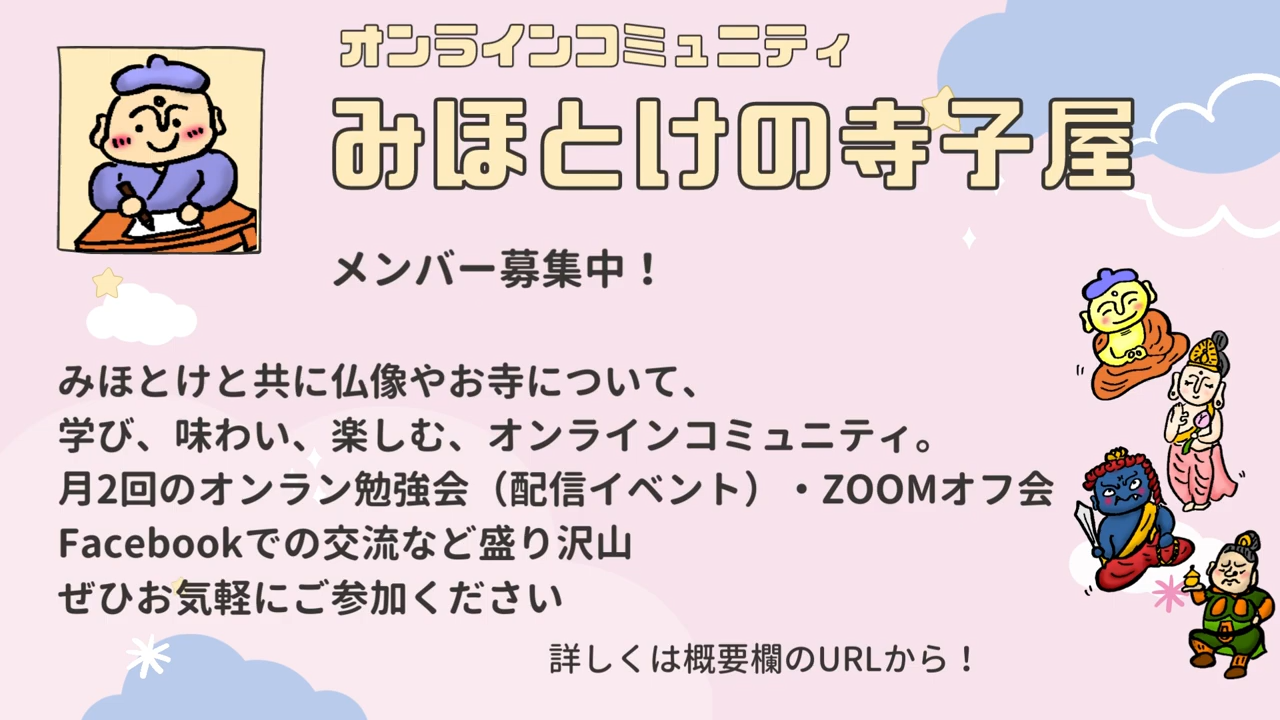 オンラインコミュニティ
みほとけの寺子屋
メンバー募集中！
みほとけと共に仏像やお寺について、
学び、味わい、楽しむ、オンラインコミュニティ。
月2回のオンラン勉強会（配信イベント）・ZOOMオフ会
Facebookでの交流など盛り沢山
ぜひお気軽にご参加ください
詳しくは概要欄のURLから！